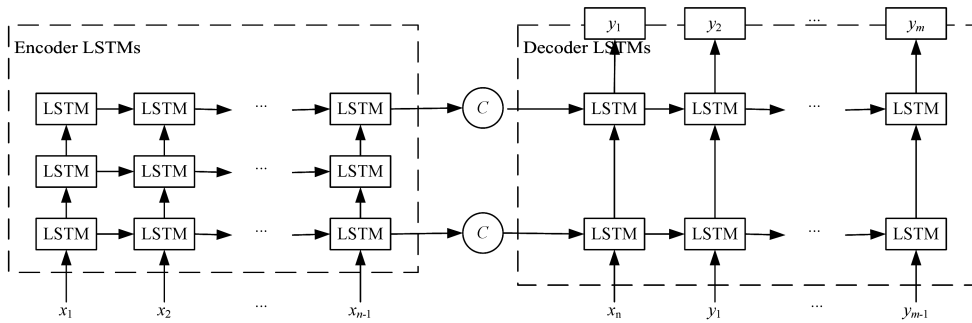 y1 y2 ... ym
Encoder LSTMs Decoder LSTMs
LSTM LSTM ... LSTM C LSTM LSTM ... LSTM
LSTM LSTM ... LSTM
LSTM LSTM ... LSTM C LSTM LSTM ... LSTM
x1 x2 ... xn-1 xn y1 ... ym-1